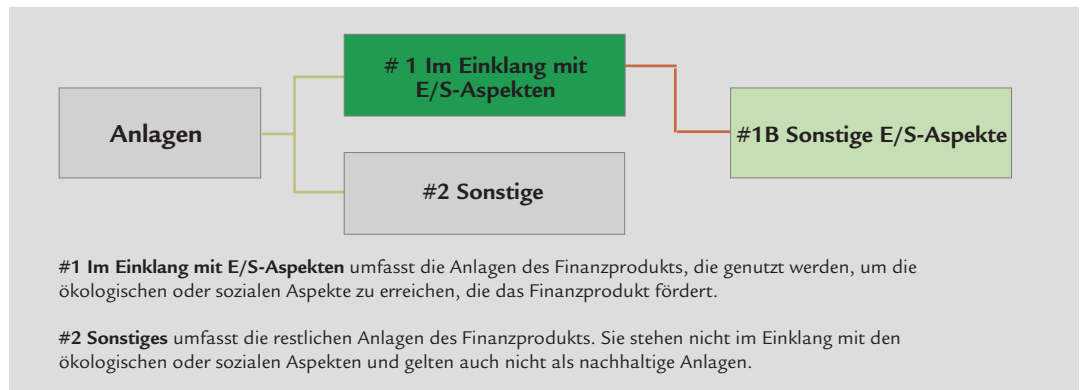 # 1 Im Einklang mit
E/S-Aspekten
Anlagen
#1B Sonstige E/S-Aspekte
#2 Sonstige
#1 Im Einklang mit E/S-Aspekten umfasst die Anlagen des Finanzprodukts, die genutzt werden, um die
ökologischen oder sozialen Aspekte zu erreichen, die das Finanzprodukt fördert.
#2 Sonstiges umfasst die restlichen Anlagen des Finanzprodukts. Sie stehen nicht im Einklang mit den
ökologischen oder sozialen Aspekten und gelten auch nicht als nachhaltige Anlagen.